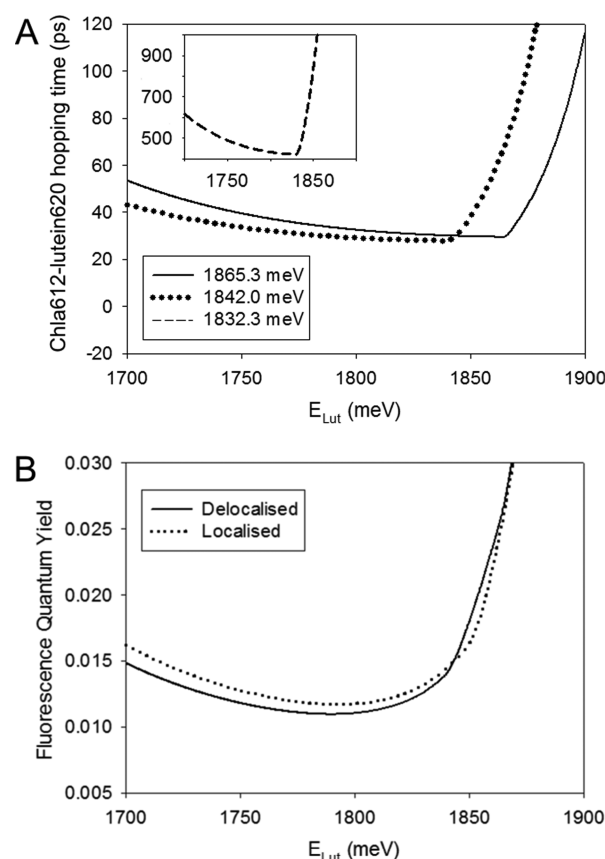 A
Chla612-lutein620 hopping time (ps)
120
100
80
60
40
20
0
-20
900
700
500
1750
1850
1865.3 meV
1842.0 meV
1832.3 meV
1700
1750
1800
1850
1900
E_Lut (meV)
B
Fluorescence Quantum Yield
0.030
0.025
0.020
0.015
0.010
0.005
Delocalised
Localised
1700
1750
1800
1850
1900
E_Lut (meV)